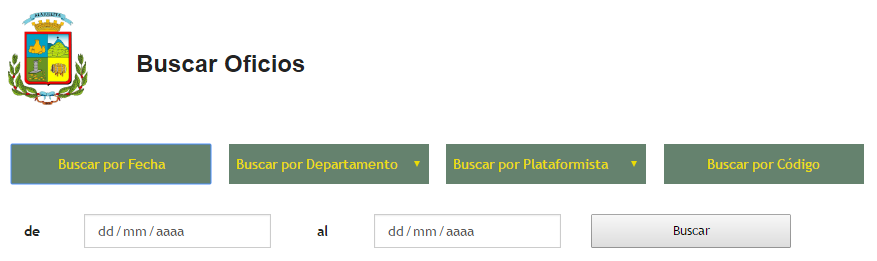 Buscar Oficios
Buscar por Fecha
Buscar por Departamento ▼
Buscar por Plataformista ▼
Buscar por Código
de dd/mm/aaaa al dd/mm/aaaa Buscar